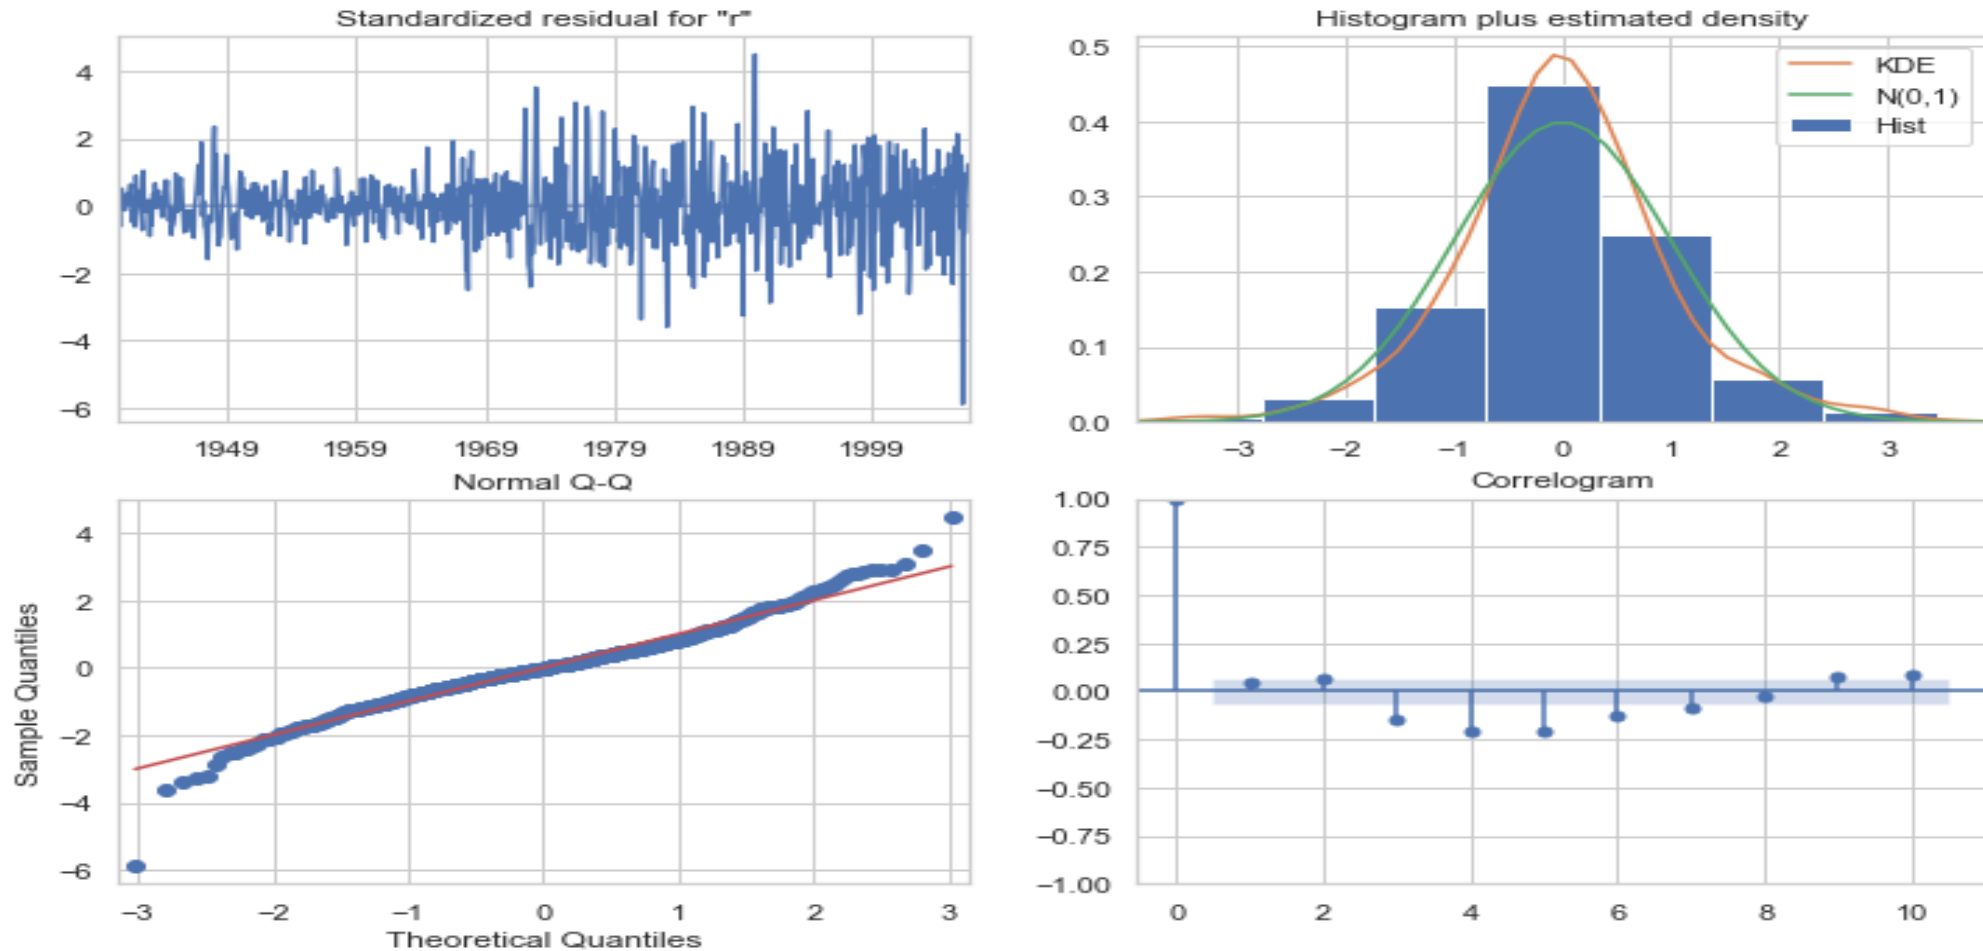 Standardized residual for "r"
4
2
0
−2
−4
−6
1949 1959 1969 1979 1989 1999
Histogram plus estimated density
0.5
0.4
0.3
0.2
0.1
0.0
KDE
N(0,1)
Hist
−3 −2 −1 0 1 2 3
Normal Q-Q
Sample Quantiles
4
2
0
−2
−4
−6
−3 −2 −1 0 1 2 3
Theoretical Quantiles
Correlogram
1.00
0.75
0.50
0.25
0.00
−0.25
−0.50
−0.75
−1.00
0 2 4 6 8 10